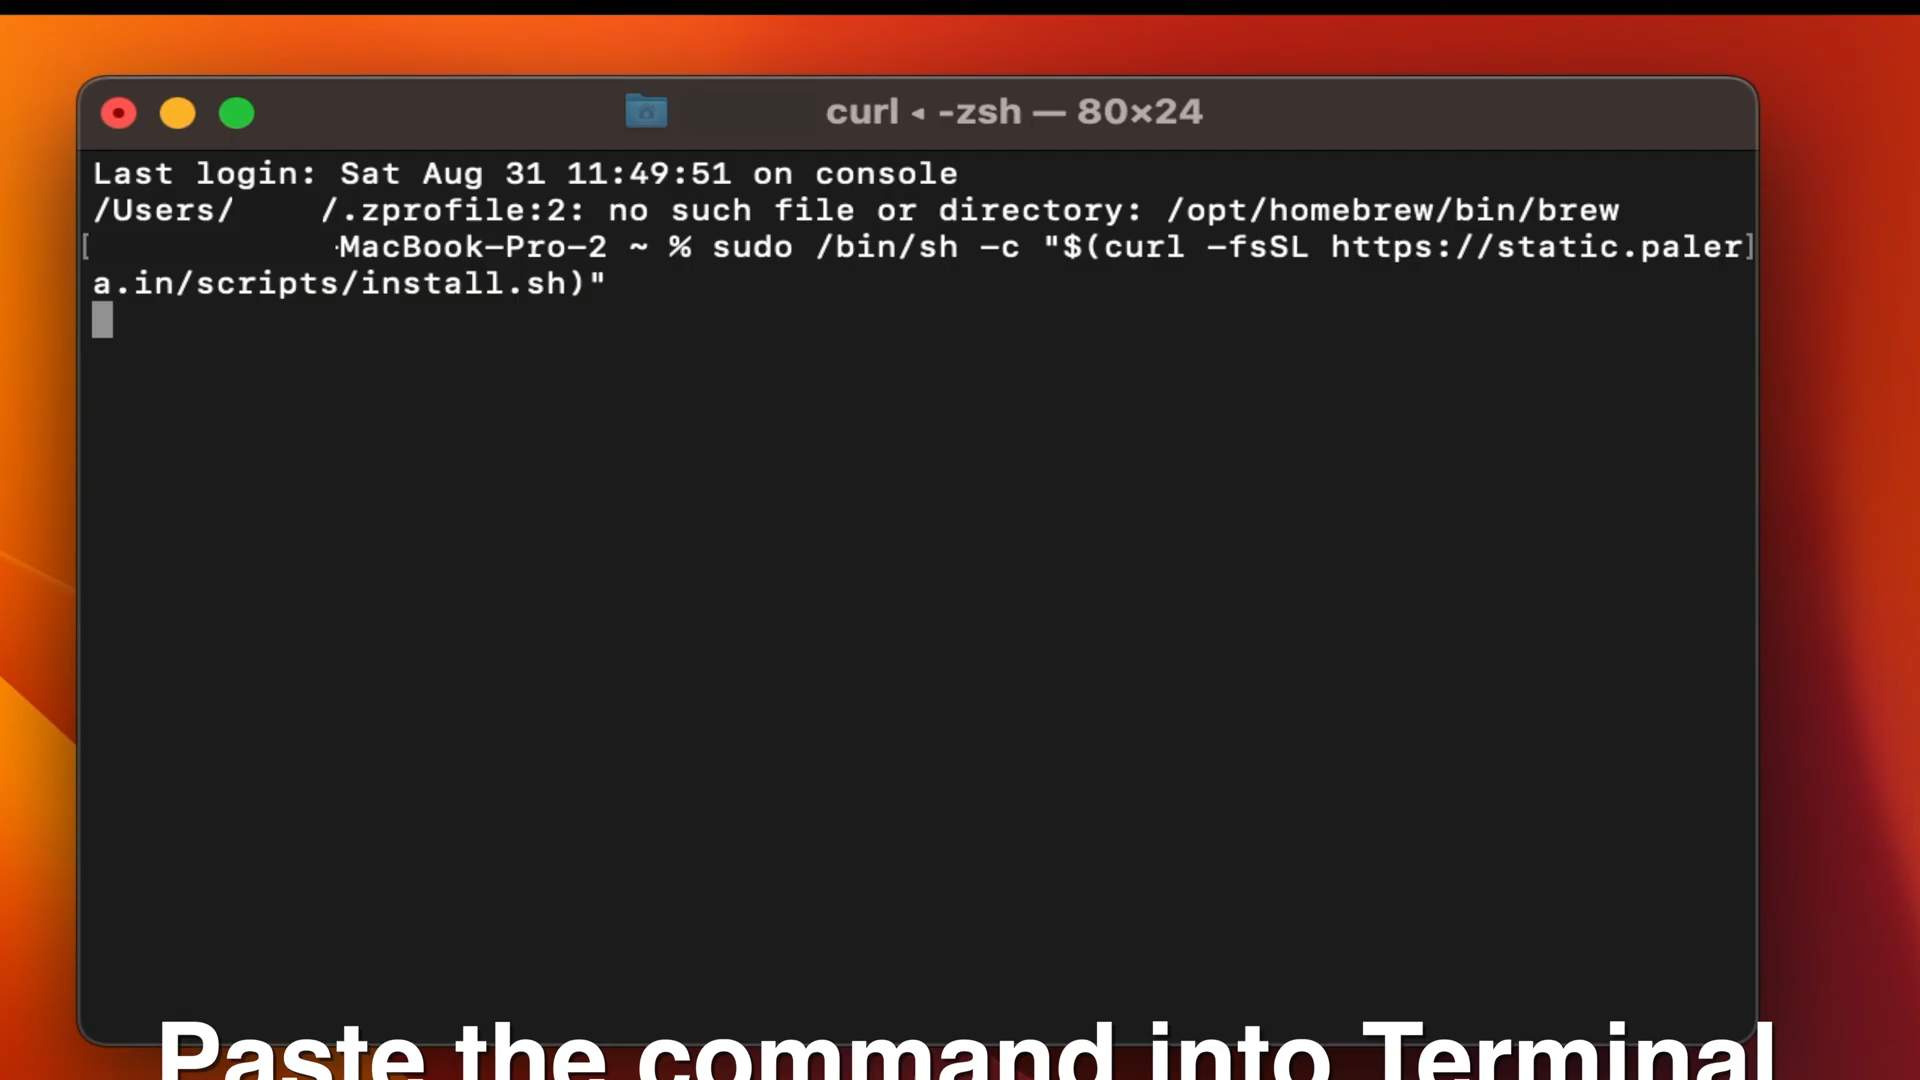 curl ◂ -zsh — 80×24
Last login: Sat Aug 31 11:49:51 on console
/Users/ /.zprofile:2: no such file or directory: /opt/homebrew/bin/brew
[ -MacBook-Pro-2 ~ % sudo /bin/sh -c "$(curl -fsSL https://static.paler]
a.in/scripts/install.sh)"
Paste the command into Terminal